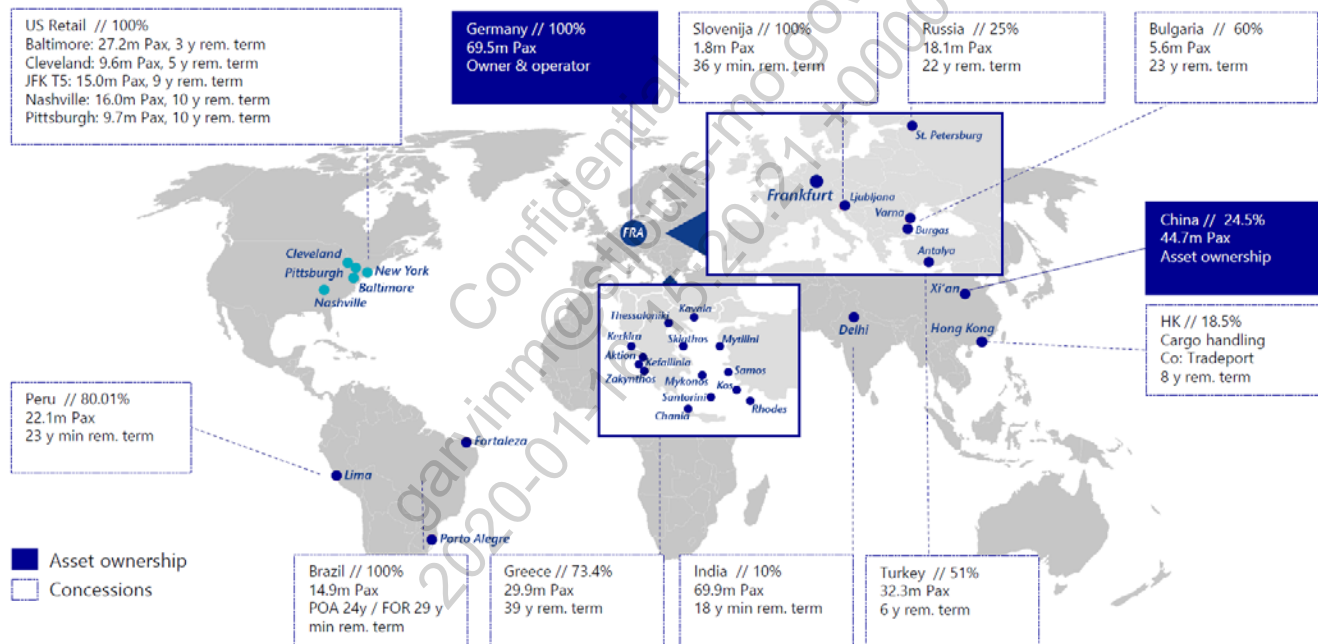 US Retail // 100%
Baltimore: 27.2m Pax, 3 y rem. term
Cleveland: 9.6m Pax, 5 y rem. term
JFK T5: 15.0m Pax, 9 y rem. term
Nashville: 16.0m Pax, 10 y rem. term
Pittsburgh: 9.7m Pax, 10 y rem. term
Germany // 100%
69.5m Pax
Owner & operator
Slovenija // 100%
1.8m Pax
36 y min. rem. term
Russia // 25%
18.1m Pax
22 y rem. term
Bulgaria // 60%
5.6m Pax
23 y rem. term
St. Petersburg
Frankfurt
Ljubljana
Varna
Burgas
Antalya
FRA
China // 24.5%
44.7m Pax
Asset ownership
Cleveland
Pittsburgh
New York
Baltimore
Nashville
Xi'an
Delhi
Hong Kong
HK // 18.5%
Cargo handling
Co: Tradeport
8 y rem. term
Thessaloniki
Kavala
Kerkira
Skiathos
Mytilini
Aktion
Kefallinia
Zakynthos
Mykonos
Samos
Kos
Santorini
Rhodes
Chania
Peru // 80.01%
22.1m Pax
23 y min rem. term
Fortaleza
Lima
Porto Alegre
Asset ownership
Concessions
Brazil // 100%
14.9m Pax
POA 24y / FOR 29 y
min rem. term
Greece // 73.4%
29.9m Pax
39 y rem. term
India // 10%
69.9m Pax
18 y min rem. term
Turkey // 51%
32.3m Pax
6 y rem. term
Confidential